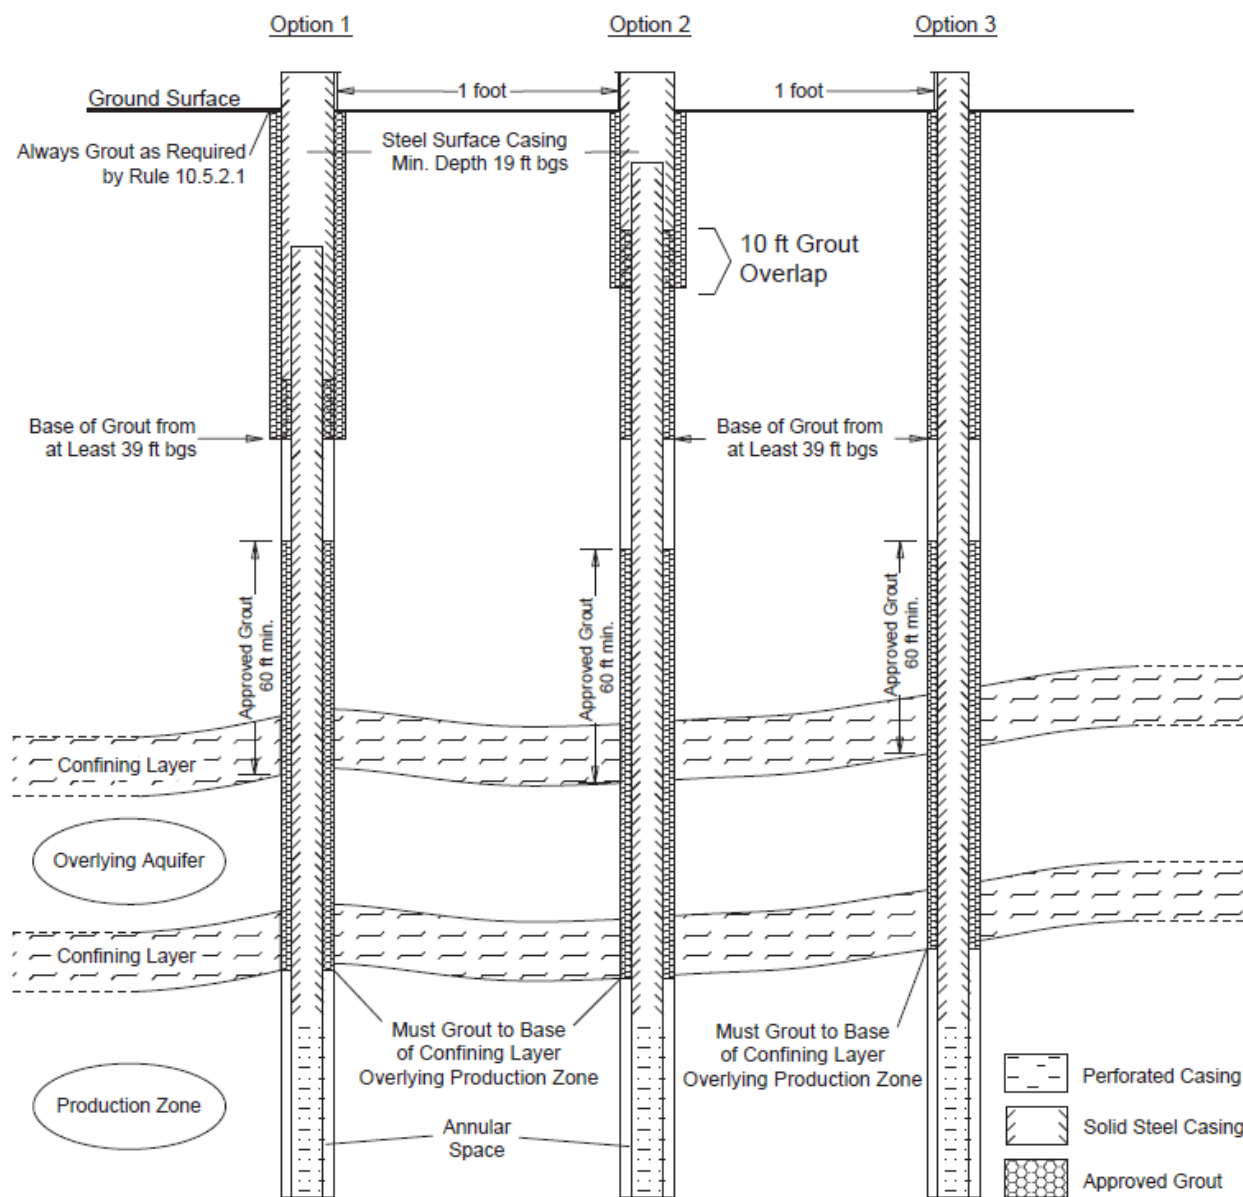 Option 1
Option 2
Option 3
Ground Surface
1 foot
1 foot
Always Grout as Required
by Rule 10.5.2.1
Steel Surface Casing
Min. Depth 19 ft bgs
10 ft Grout
Overlap
Base of Grout from
at Least 39 ft bgs
Base of Grout from
at Least 39 ft bgs
Approved Grout
60 ft min.
Approved Grout
60 ft min.
Approved Grout
60 ft min.
Confining Layer
Overlying Aquifer
Confining Layer
Must Grout to Base
of Confining Layer
Overlying Production Zone
Must Grout to Base
of Confining Layer
Overlying Production Zone
Production Zone
Annular
Space
Perforated Casing
Solid Steel Casing
Approved Grout